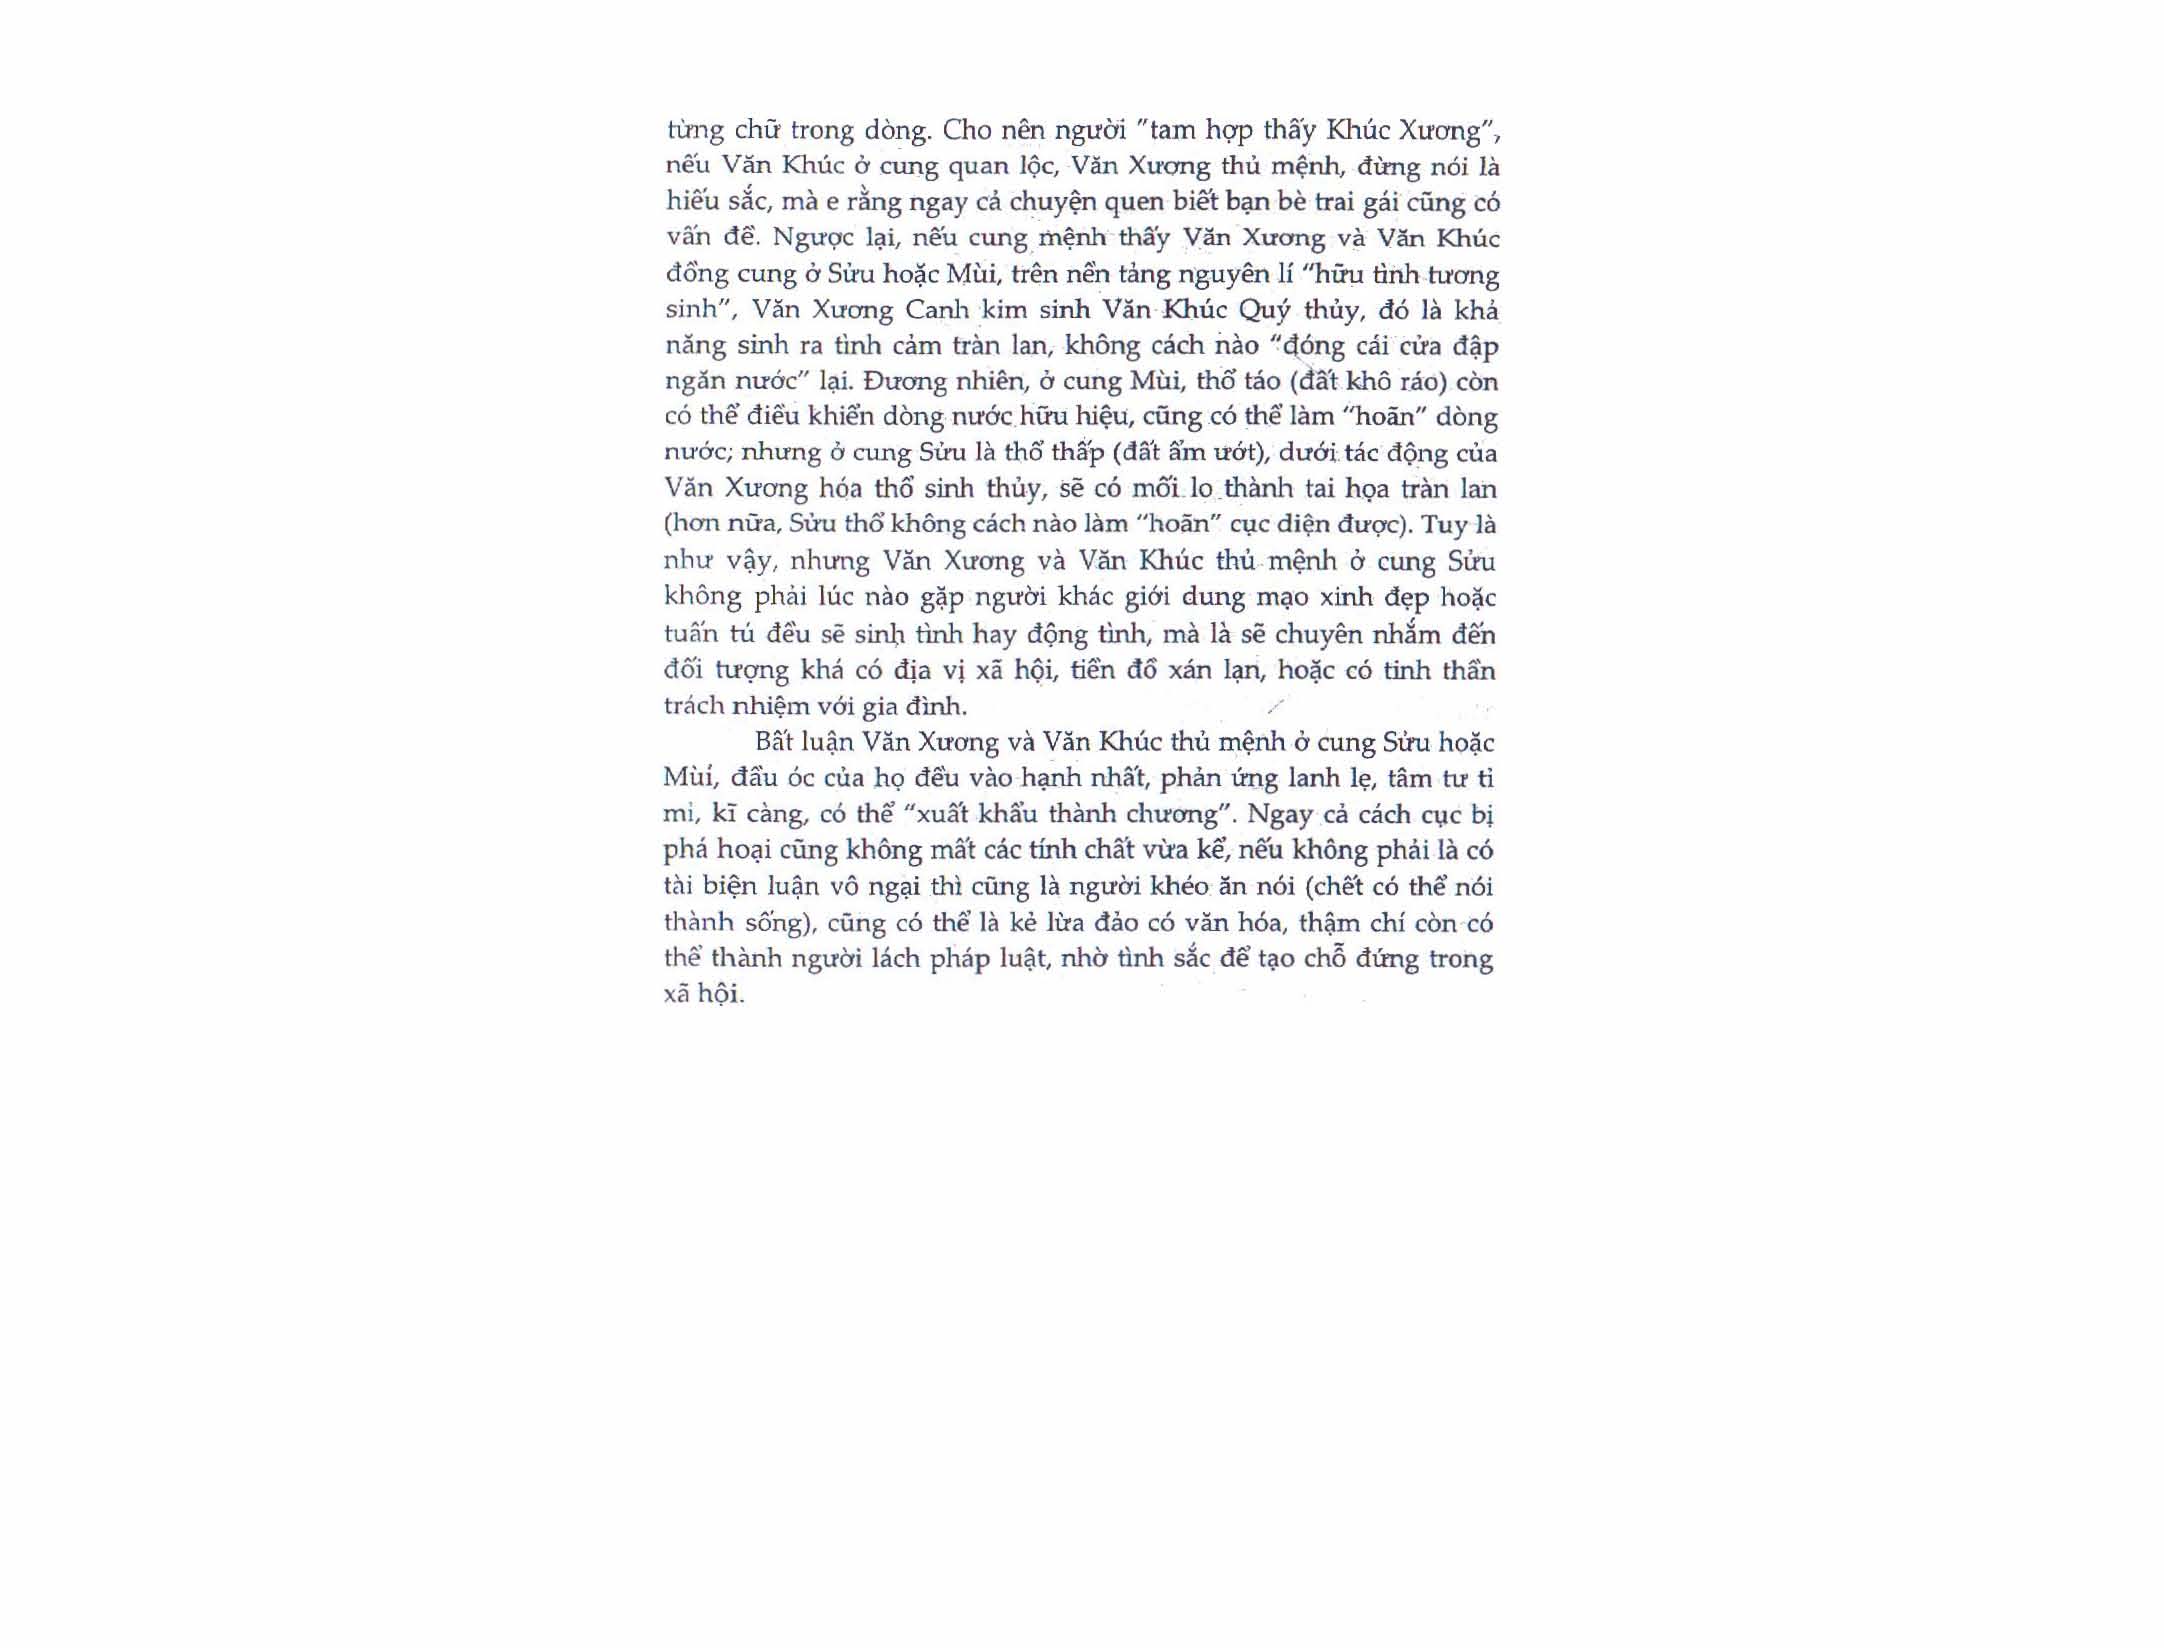 từng chữ trong dòng. Cho nên người "tam hợp thấy Khúc Xương",
nếu Văn Khúc ở cung quan lộc, Văn Xương thủ mệnh, đừng nói là
hiếu sắc, mà e rằng ngay cả chuyện quen biết bạn bè trai gái cũng có
vấn đề. Ngược lại, nếu cung mệnh thấy Văn Xương và Văn Khúc
đồng cung ở Sửu hoặc Mùi, trên nền tảng nguyên lí "hữu tình tương
sinh", Văn Xương Canh kim sinh Văn Khúc Quý thủy, đó là khả
năng sinh ra tình cảm tràn lan, không cách nào "đóng cái cửa đập
ngăn nước" lại. Đương nhiên, ở cung Mùi, thổ táo (đất khô ráo) còn
có thể điều khiển dòng nước hữu hiệu, cũng có thể làm "hoãn" dòng
nước; nhưng ở cung Sửu là thổ thấp (đất ẩm ướt), dưới tác động của
Văn Xương hóa thổ sinh thủy, sẽ có mối lo thành tai họa tràn lan
(hơn nữa, Sửu thổ không cách nào làm "hoãn" cục diện được). Tuy là
như vậy, nhưng Văn Xương và Văn Khúc thủ mệnh ở cung Sửu
không phải lúc nào gặp người khác giới dung mạo xinh đẹp hoặc
tuấn tú đều sẽ sinh tình hay động tình, mà là sẽ chuyên nhắm đến
đối tượng khá có địa vị xã hội, tiền đồ xán lạn, hoặc có tinh thần
trách nhiệm với gia đình.
Bất luận Văn Xương và Văn Khúc thủ mệnh ở cung Sửu hoặc
Mùi, đầu óc của họ đều vào hạnh nhất, phản ứng lanh lẹ, tâm tư tỉ
mỉ, kĩ càng, có thể "xuất khẩu thành chương". Ngay cả cách cục bị
phá hoại cũng không mất các tính chất vừa kể, nếu không phải là có
tài biện luận vô ngại thì cũng là người khéo ăn nói (chết có thể nói
thành sống), cũng có thể là kẻ lừa đảo có văn hóa, thậm chí còn có
thể thành người lách pháp luật, nhờ tình sắc để tạo chỗ đứng trong
xã hội.